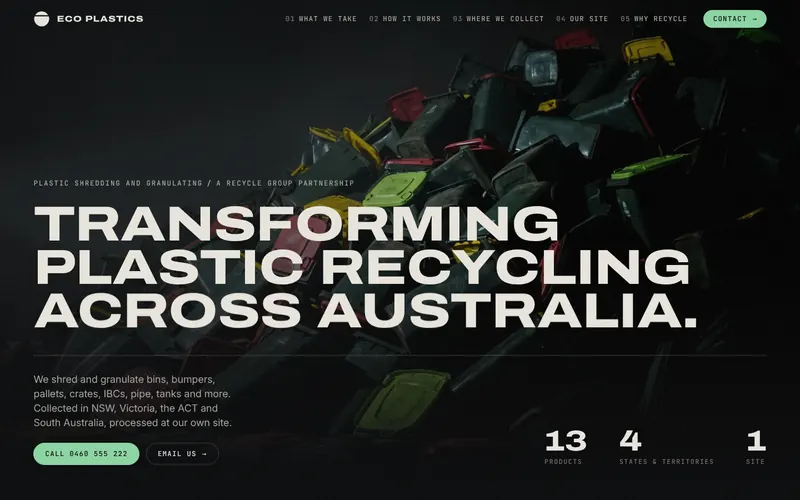 ECO PLASTICS
01 WHAT WE TAKE 02 HOW IT WORKS 03 WHERE WE COLLECT 04 OUR SITE 05 WHY RECYCLE CONTACT →
PLASTIC SHREDDING AND GRANULATING / A RECYCLE GROUP PARTNERSHIP
TRANSFORMING
PLASTIC RECYCLING
ACROSS AUSTRALIA.
We shred and granulate bins, bumpers,
pallets, crates, IBCs, pipe, tanks and more.
Collected in NSW, Victoria, the ACT and
South Australia, processed at our own site.
CALL 0460 555 222 EMAIL US →
13 4 1
PRODUCTS STATES & TERRITORIES SITE